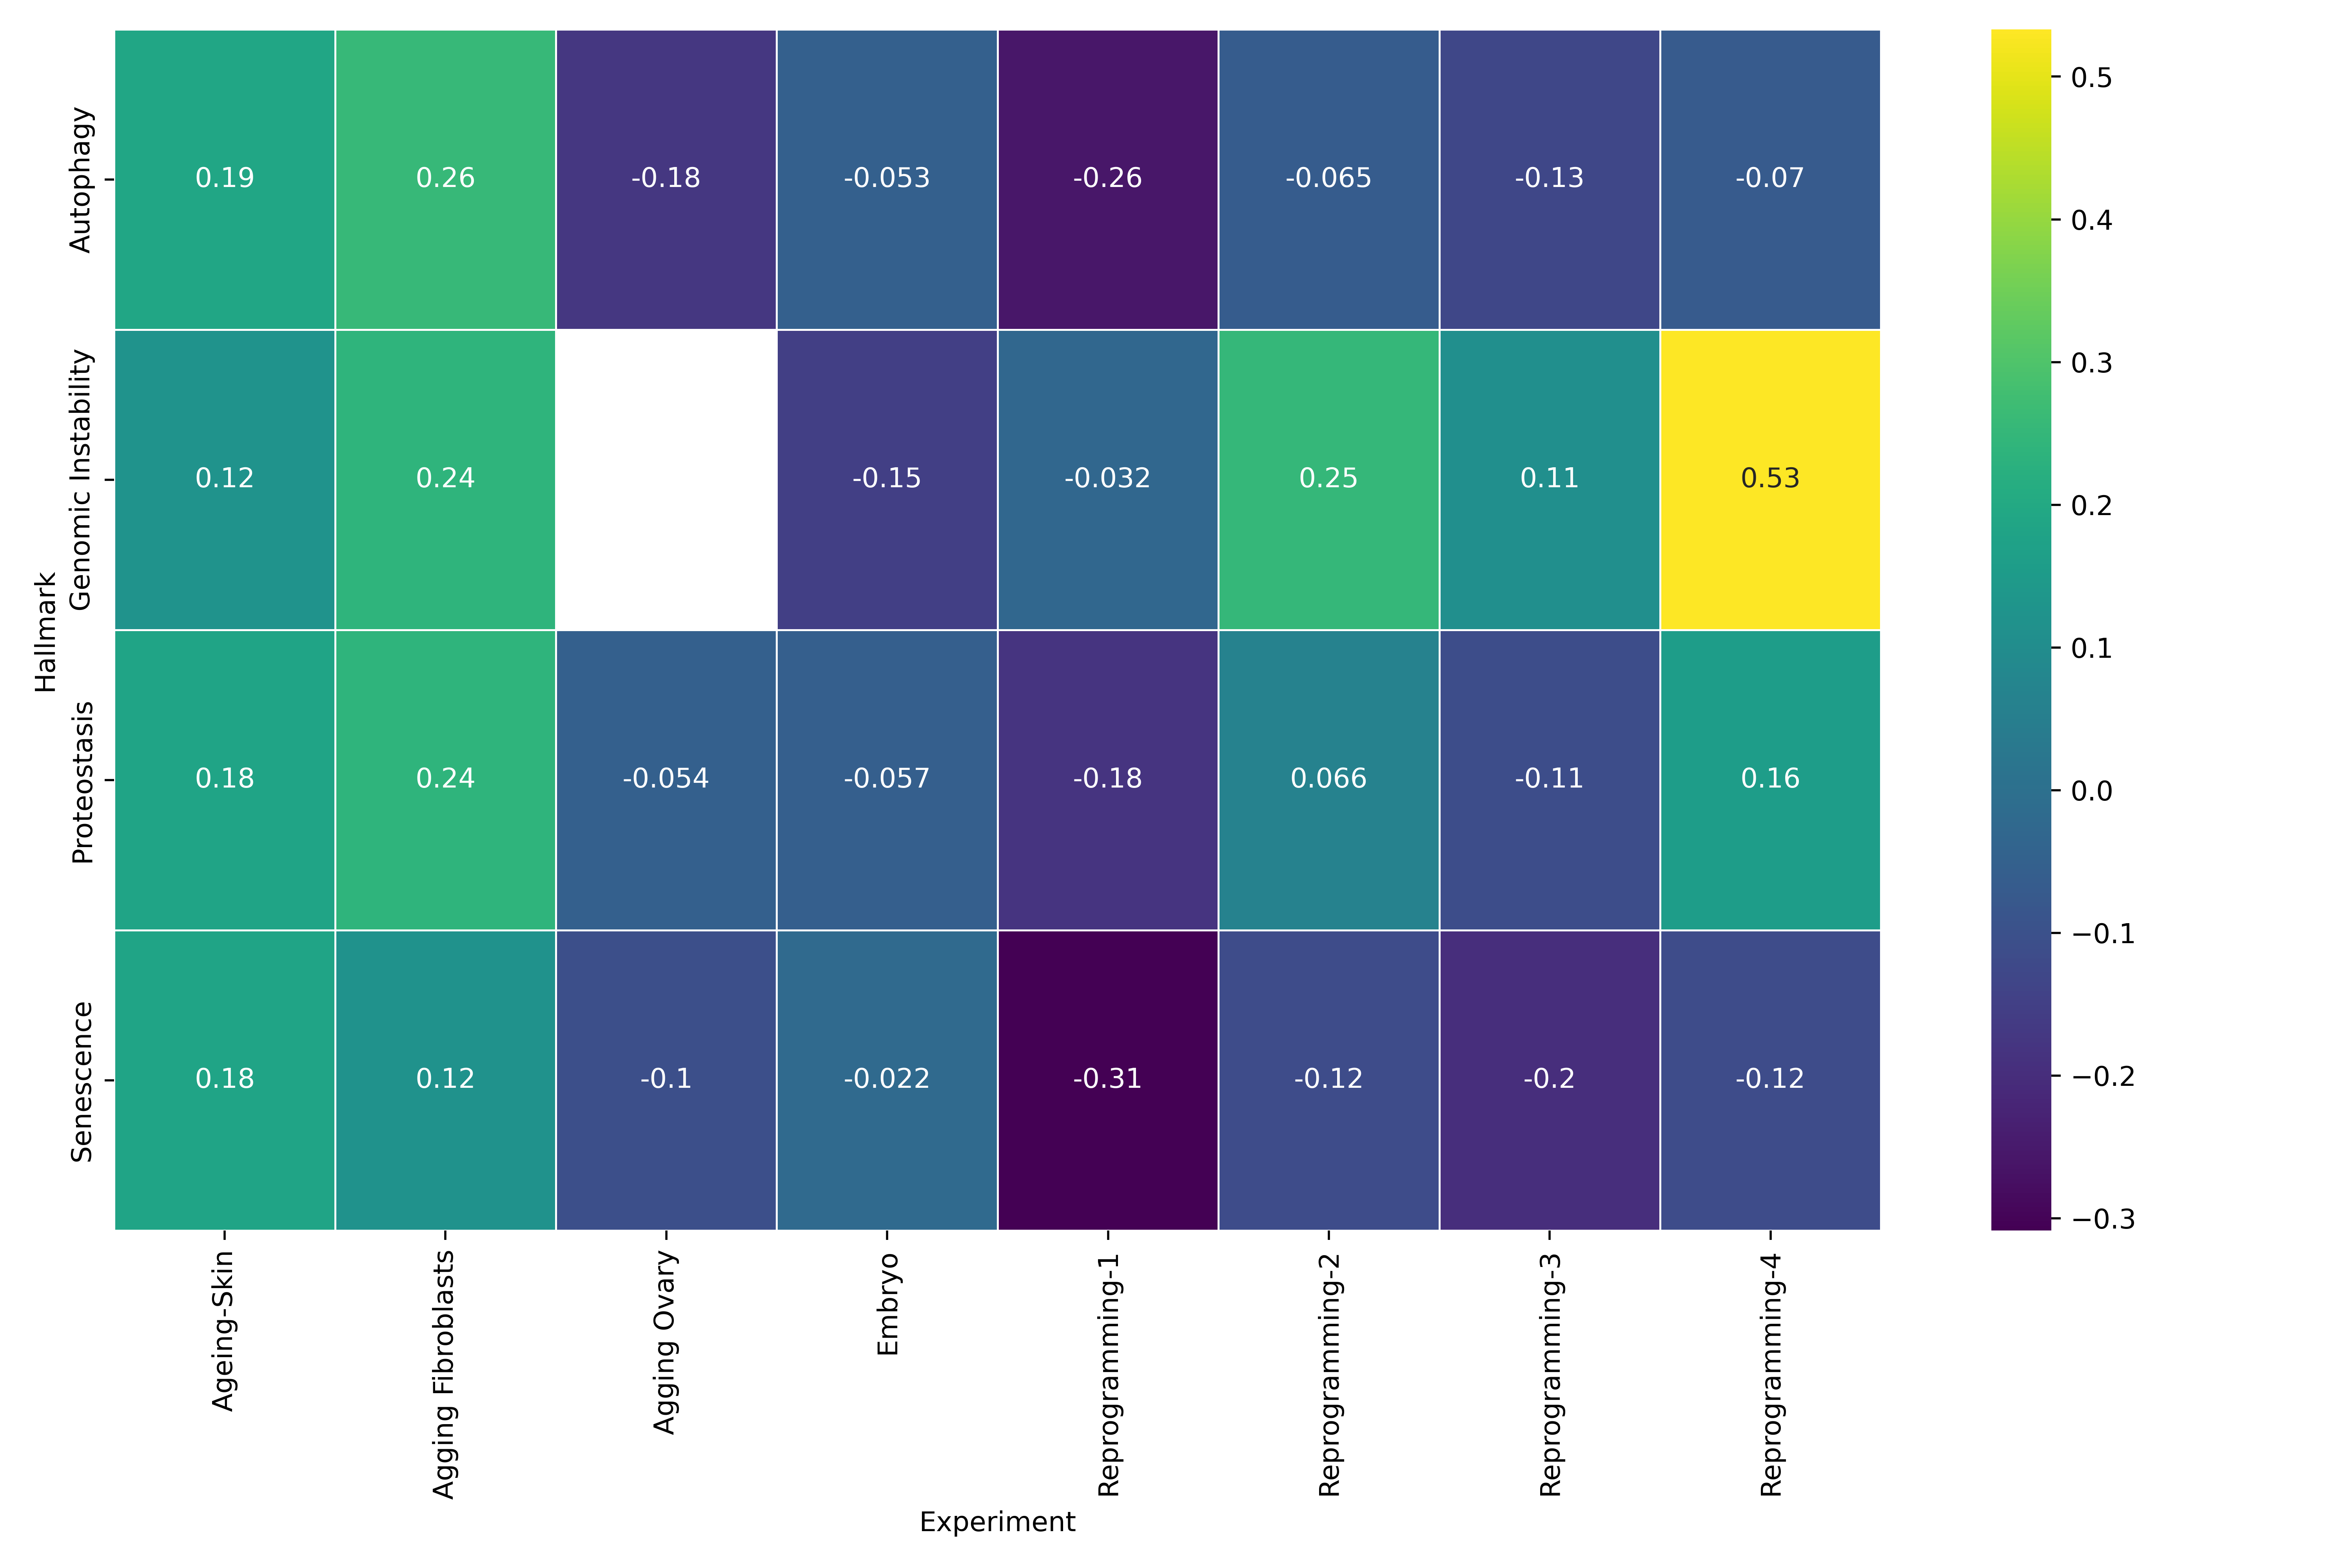 Hallmark
Autophagy
0.19 0.26 -0.18 -0.053 -0.26 -0.065 -0.13 -0.07
Genomic Instability
0.12 0.24 -0.15 -0.032 0.25 0.11 0.53
Proteostasis
0.18 0.24 -0.054 -0.057 -0.18 0.066 -0.11 0.16
Senescence
0.18 0.12 -0.1 -0.022 -0.31 -0.12 -0.2 -0.12
Ageing-Skin
Agging Fibroblasts
Agging Ovary
Embryo
Reprogramming-1
Reprogramming-2
Reprogramming-3
Reprogramming-4
Experiment
0.5
0.4
0.3
0.2
0.1
0.0
−0.1
−0.2
−0.3